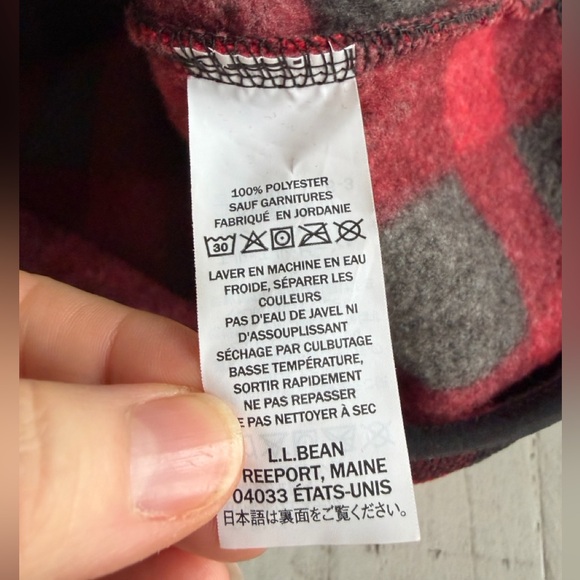 100% POLYESTER
SAUF GARNITURES
FABRIQUÉ EN JORDANIE
30
LAVER EN MACHINE EN EAU
FROIDE, SÉPARER LES
COULEURS
PAS D'EAU DE JAVEL NI
D'ASSOUPLISSANT
SÉCHAGE PAR CULBUTAGE
BASSE TEMPÉRATURE,
SORTIR RAPIDEMENT
NE PAS REPASSER
E PAS NETTOYER À SEC
L.L.BEAN
REEPORT, MAINE
04033 ÉTATS-UNIS
日本語は裏面をご覧ください。